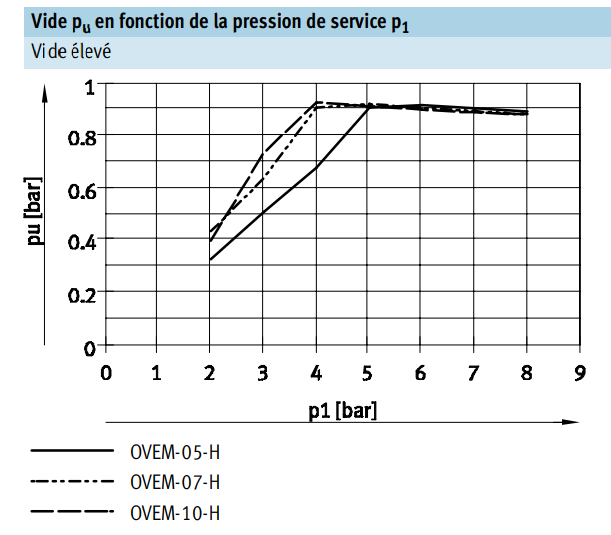 Vide pu en fonction de la pression de service p1
Vide élevé
1
0.8
0.6
0.4
0.2
0
pu [bar]
0 1 2 3 4 5 6 7 8 9
p1 [bar]
OVEM-05-H
OVEM-07-H
OVEM-10-H